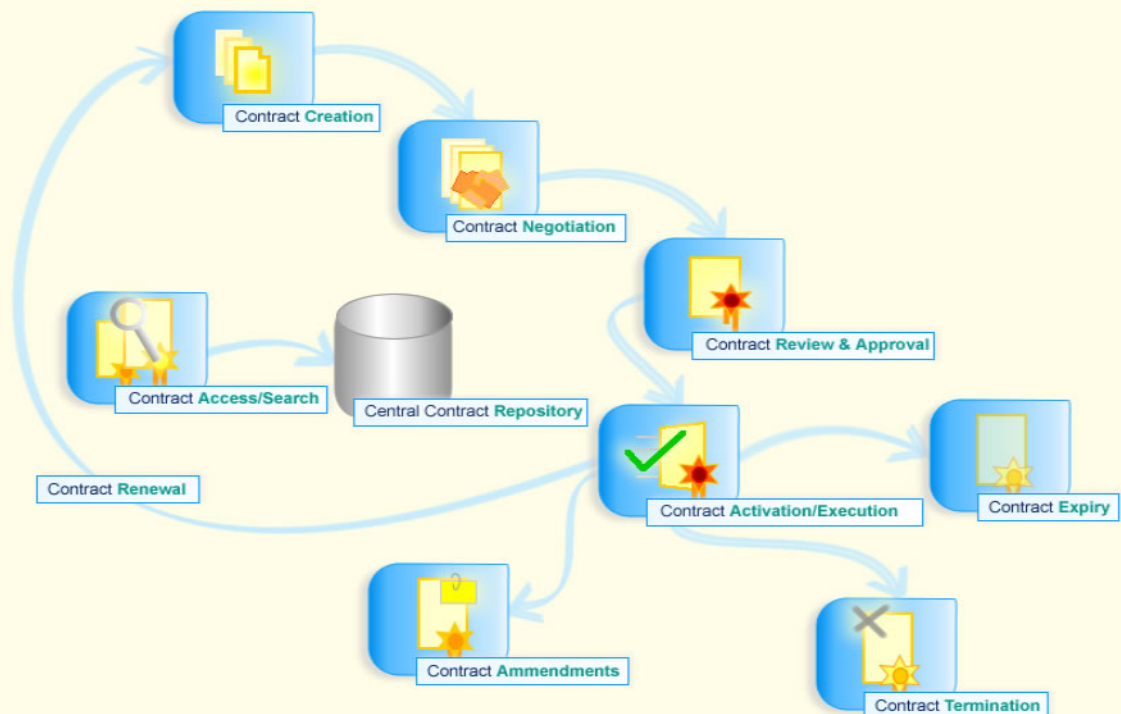 Contract Creation
Contract Negotiation
Contract Review & Approval
Contract Access/Search
Central Contract Repository
Contract Renewal
Contract Activation/Execution
Contract Expiry
Contract Ammendments
Contract Termination